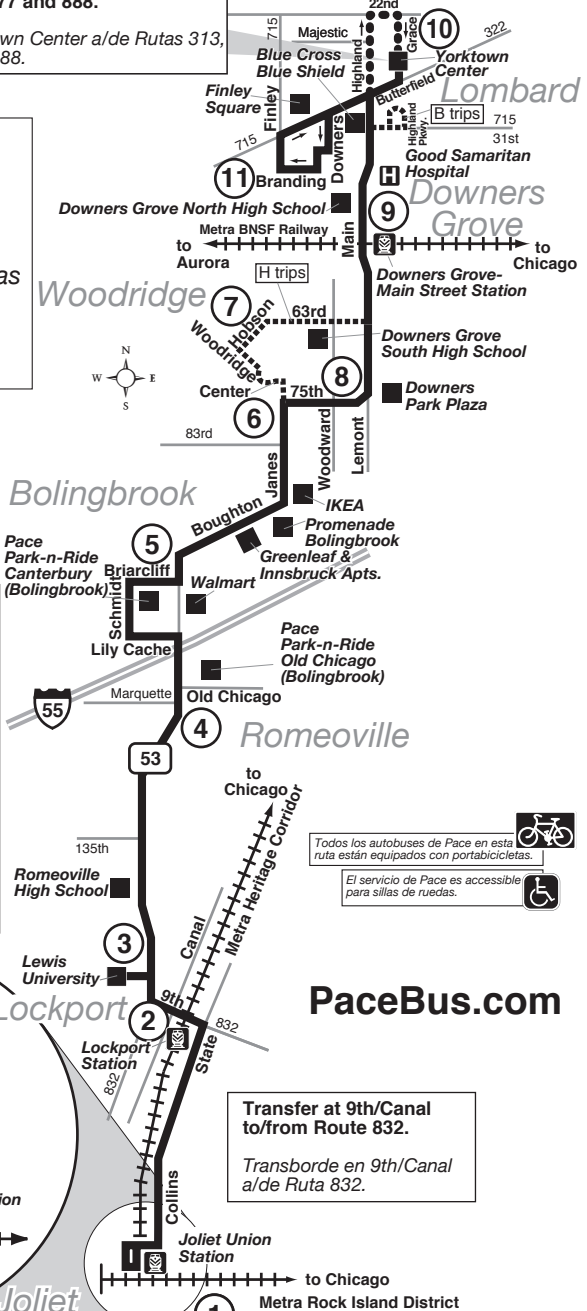 77 and 888.
wn Center a/de Rutas 313,
88.
22nd
715
Majestic
Highland
Grace
10
322
Blue Cross
Blue Shield
Yorktown
Center
Butterfield
Lombard
Finley
Square
Finley
Downers
Highland
Pkwy.
B trips
715
31st
715
Good Samaritan
Hospital
H
11
Branding
Downers
Grove
Downers Grove North High School
9
Metra BNSF Railway
Main
to
Aurora
to
Chicago
as
Downers Grove-
Main Street Station
Woodridge
H trips
7
Hobson
63rd
Woodridge
Downers Grove
South High School
N
W
E
S
8
Center
75th
Downers
Park Plaza
6
Woodward
Lemont
83rd
Janes
Bolingbrook
IKEA
Boughton
Promenade
Bolingbrook
5
Greenleaf &
Innsbruck Apts.
Pace
Park-n-Ride
Canterbury
(Bolingbrook)
Briarcliff
Schmidt
Walmart
Lily Cache
Pace
Park-n-Ride
Old Chicago
(Bolingbrook)
Marquette
Old Chicago
55
4
Romeoville
53
to
Chicago
Metra Heritage Corridor
135th
Todos los autobuses de Pace en esta
ruta están equipados con portabicicletas.
El servicio de Pace es accessible
para sillas de ruedas.
Romeoville
High School
Canal
3
Lewis
University
PaceBus.com
Lockport
9th
2
832
Lockport
Station
State
832
Transfer at 9th/Canal
to/from Route 832.
Transborde en 9th/Canal
a/de Ruta 832.
Collins
ion
Joliet Union
Station
to Chicago
Joliet
1
Metra Rock Island District